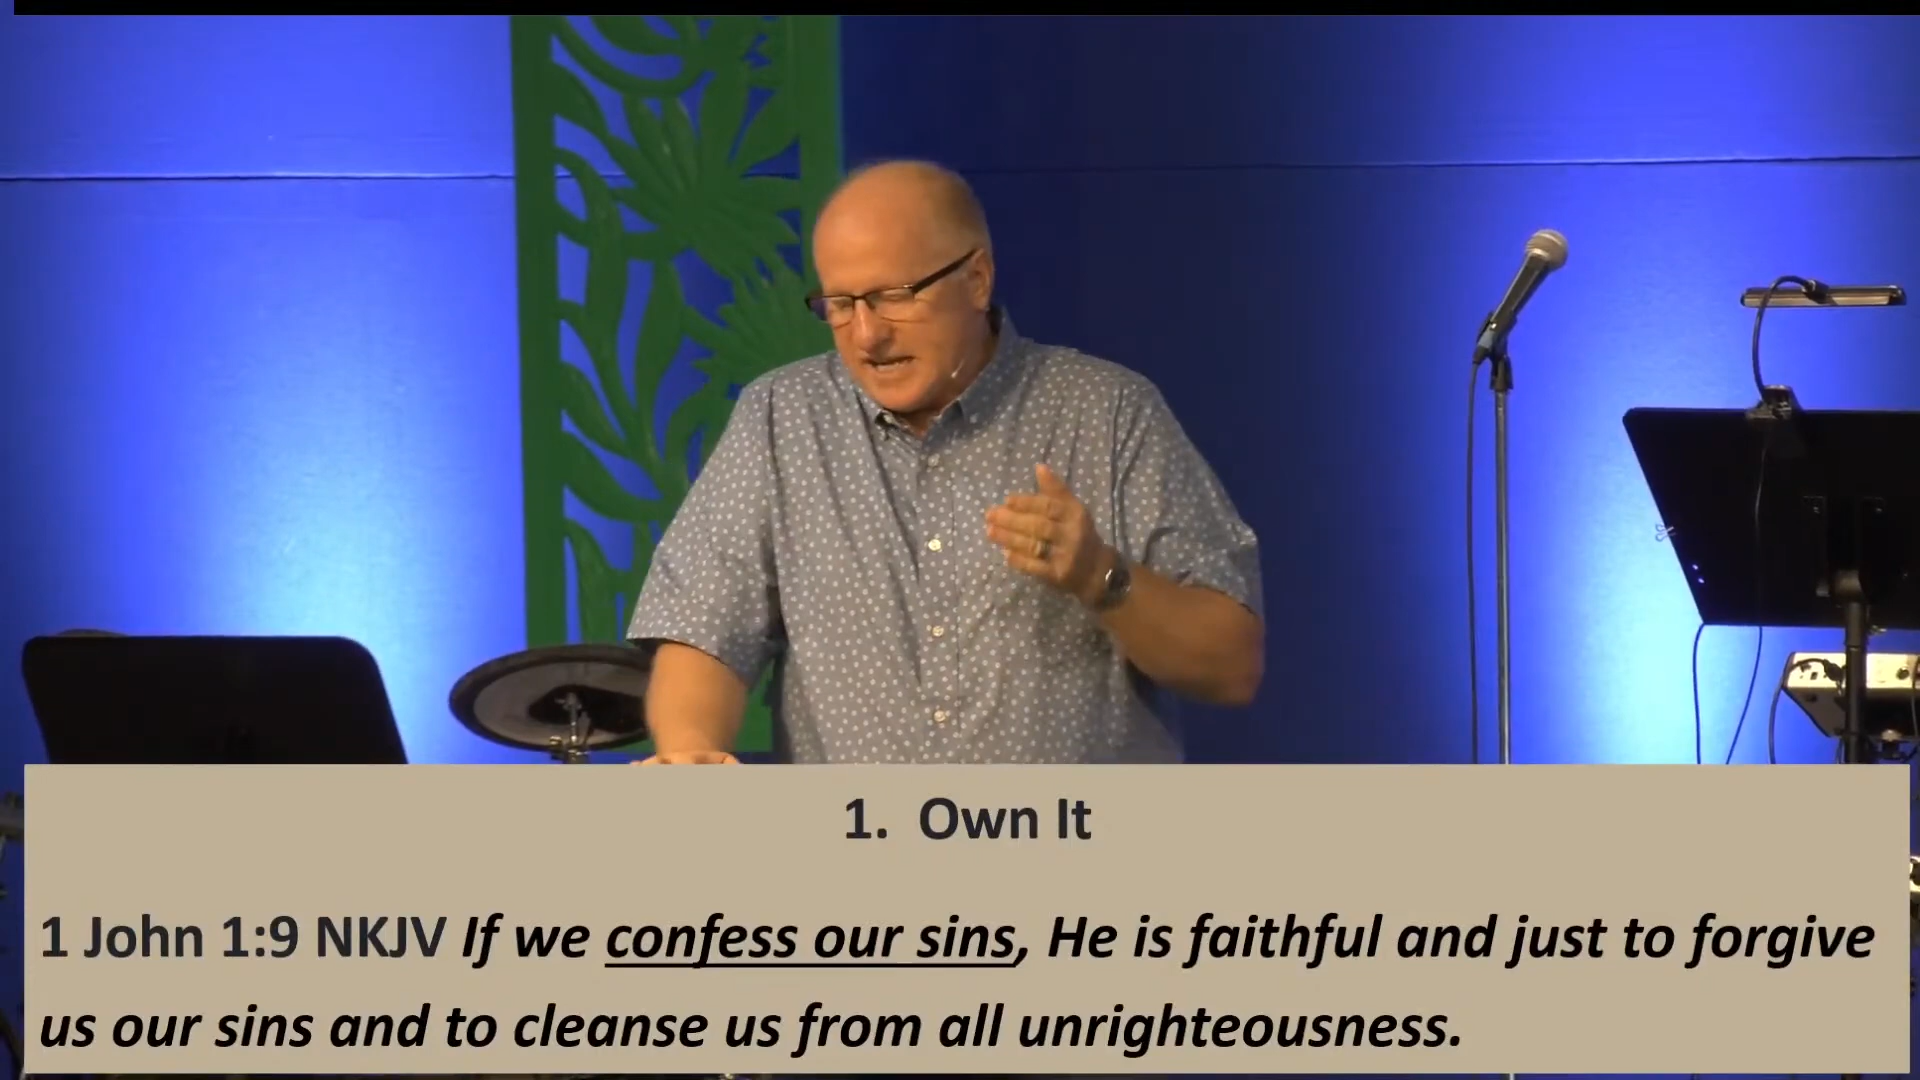 1. Own It
1 John 1:9 NKJV If we confess our sins, He is faithful and just to forgive
us our sins and to cleanse us from all unrighteousness.